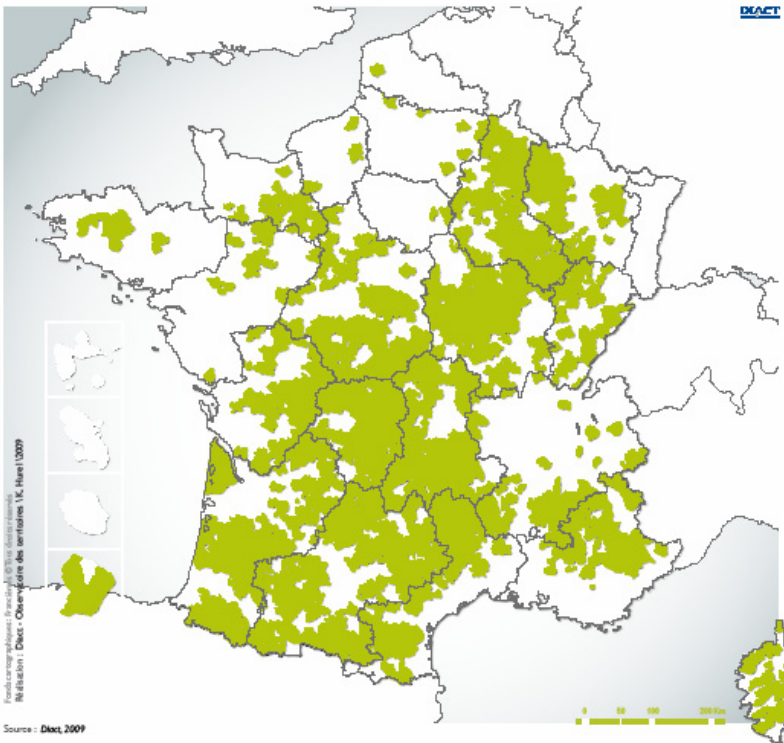 DIACT
Fonds cartographiques : Francièmes © Tous droits réservés
Réalisation : Diact - Observatoire des territoires \ K. Hurel \ 2009
0 50 100 200 Km
Source : Diact, 2009